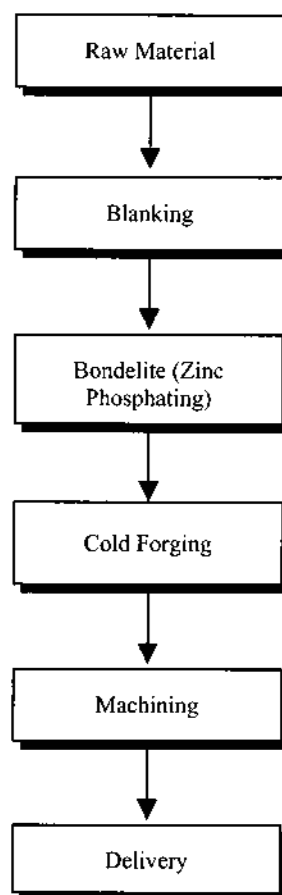 Raw Material
Blanking
Bondelite (Zinc
Phosphating)
Cold Forging
Machining
Delivery